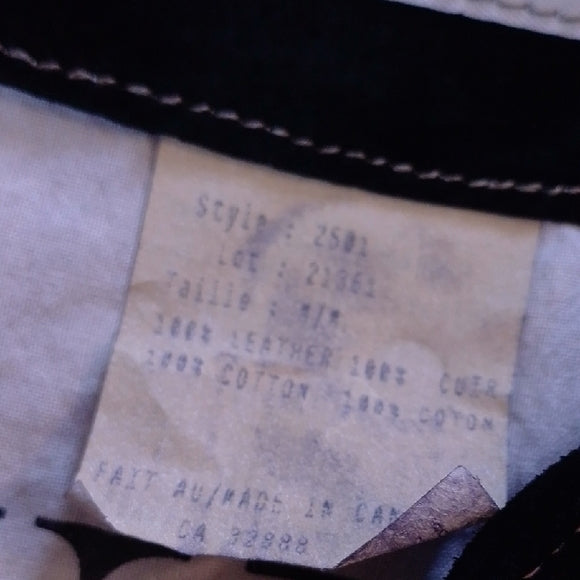 Style : 2501
Lot : 21361
Taille : M/M
100% LEATHER 100% CUIR
100% COTTON 100% COTON
FAIT AU/MADE IN CAN
CA 32988